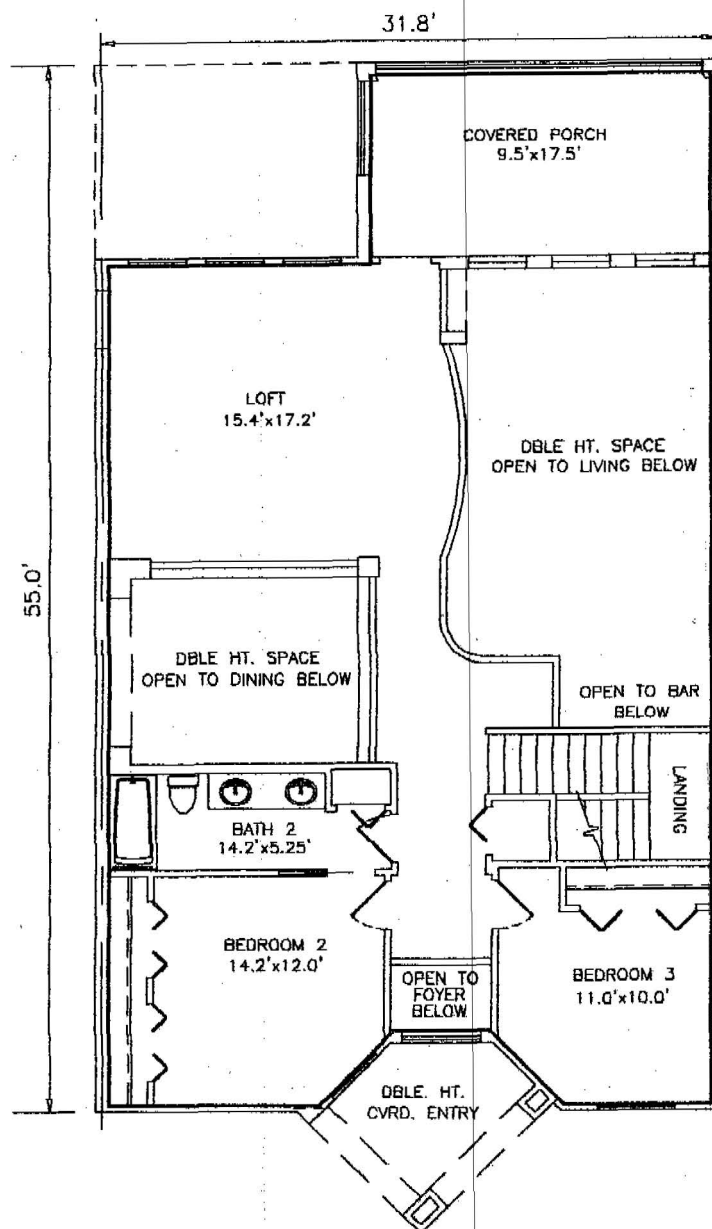 31.8'
COVERED PORCH
9.5'x17.5'
LOFT
15.4'x17.2'
DBLE HT. SPACE
OPEN TO LIVING BELOW
55.0'
DBLE HT. SPACE
OPEN TO DINING BELOW
OPEN TO BAR
BELOW
LANDING
BATH 2
14.2'x5.25'
BEDROOM 2
14.2'x12.0'
OPEN TO
FOYER
BELOW
BEDROOM 3
11.0'x10.0'
DBLE. HT.
CVRD. ENTRY